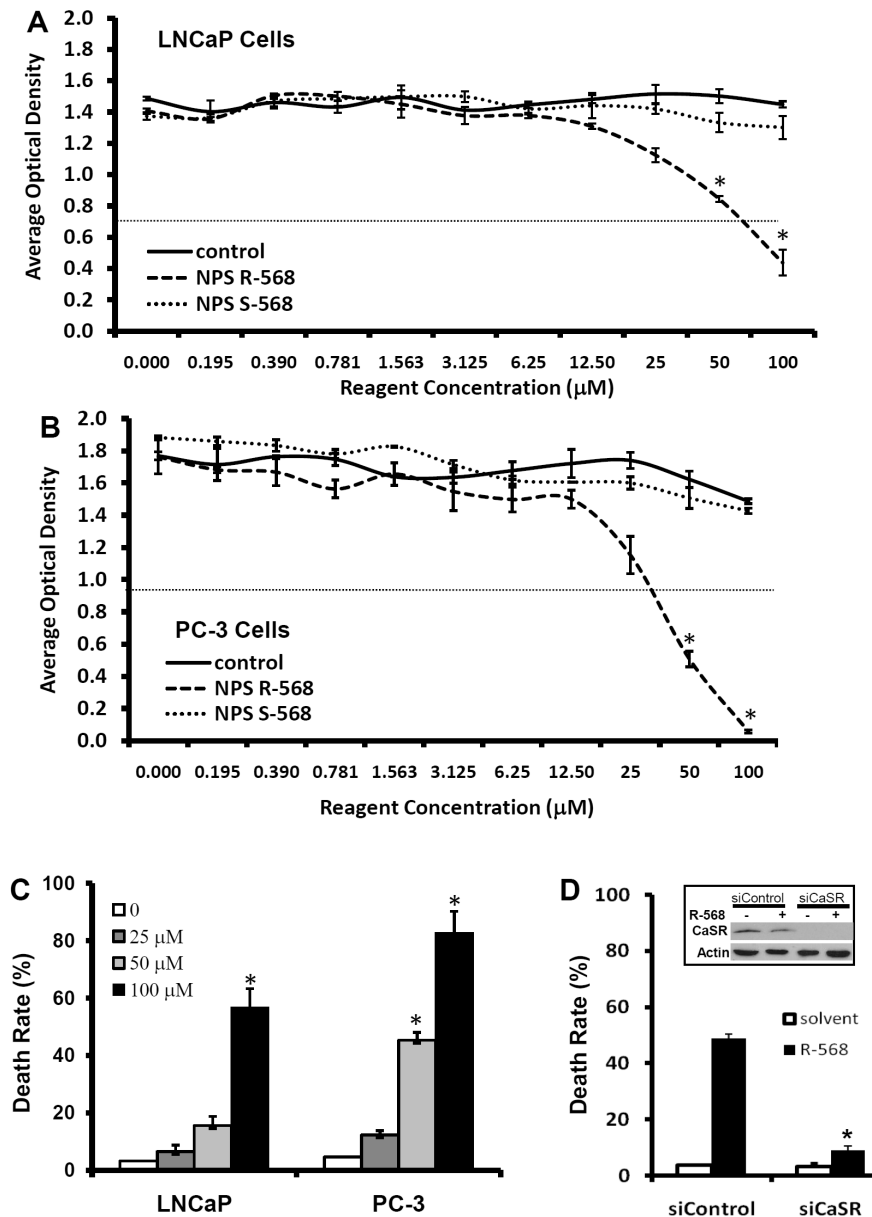 A
LNCaP Cells
Average Optical Density
2.0
1.8
1.6
1.4
1.2
1.0
0.8
0.6
0.4
0.2
0.0
*
*
control
NPS R-568
NPS S-568
0.000 0.195 0.390 0.781 1.563 3.125 6.25 12.50 25 50 100
Reagent Concentration (µM)
B
Average Optical Density
2.0
1.8
1.6
1.4
1.2
1.0
0.8
0.6
0.4
0.2
0.0
PC-3 Cells
control
NPS R-568
NPS S-568
*
*
0.000 0.195 0.390 0.781 1.563 3.125 6.25 12.50 25 50 100
Reagent Concentration (µM)
C
Death Rate (%)
100
80
60
40
20
0
0
25 µM
50 µM
100 µM
*
*
*
LNCaP PC-3
D
Death Rate (%)
100
80
60
40
20
0
siControl siCaSR
R-568 - + - +
CaSR
Actin
solvent
R-568
*
siControl siCaSR